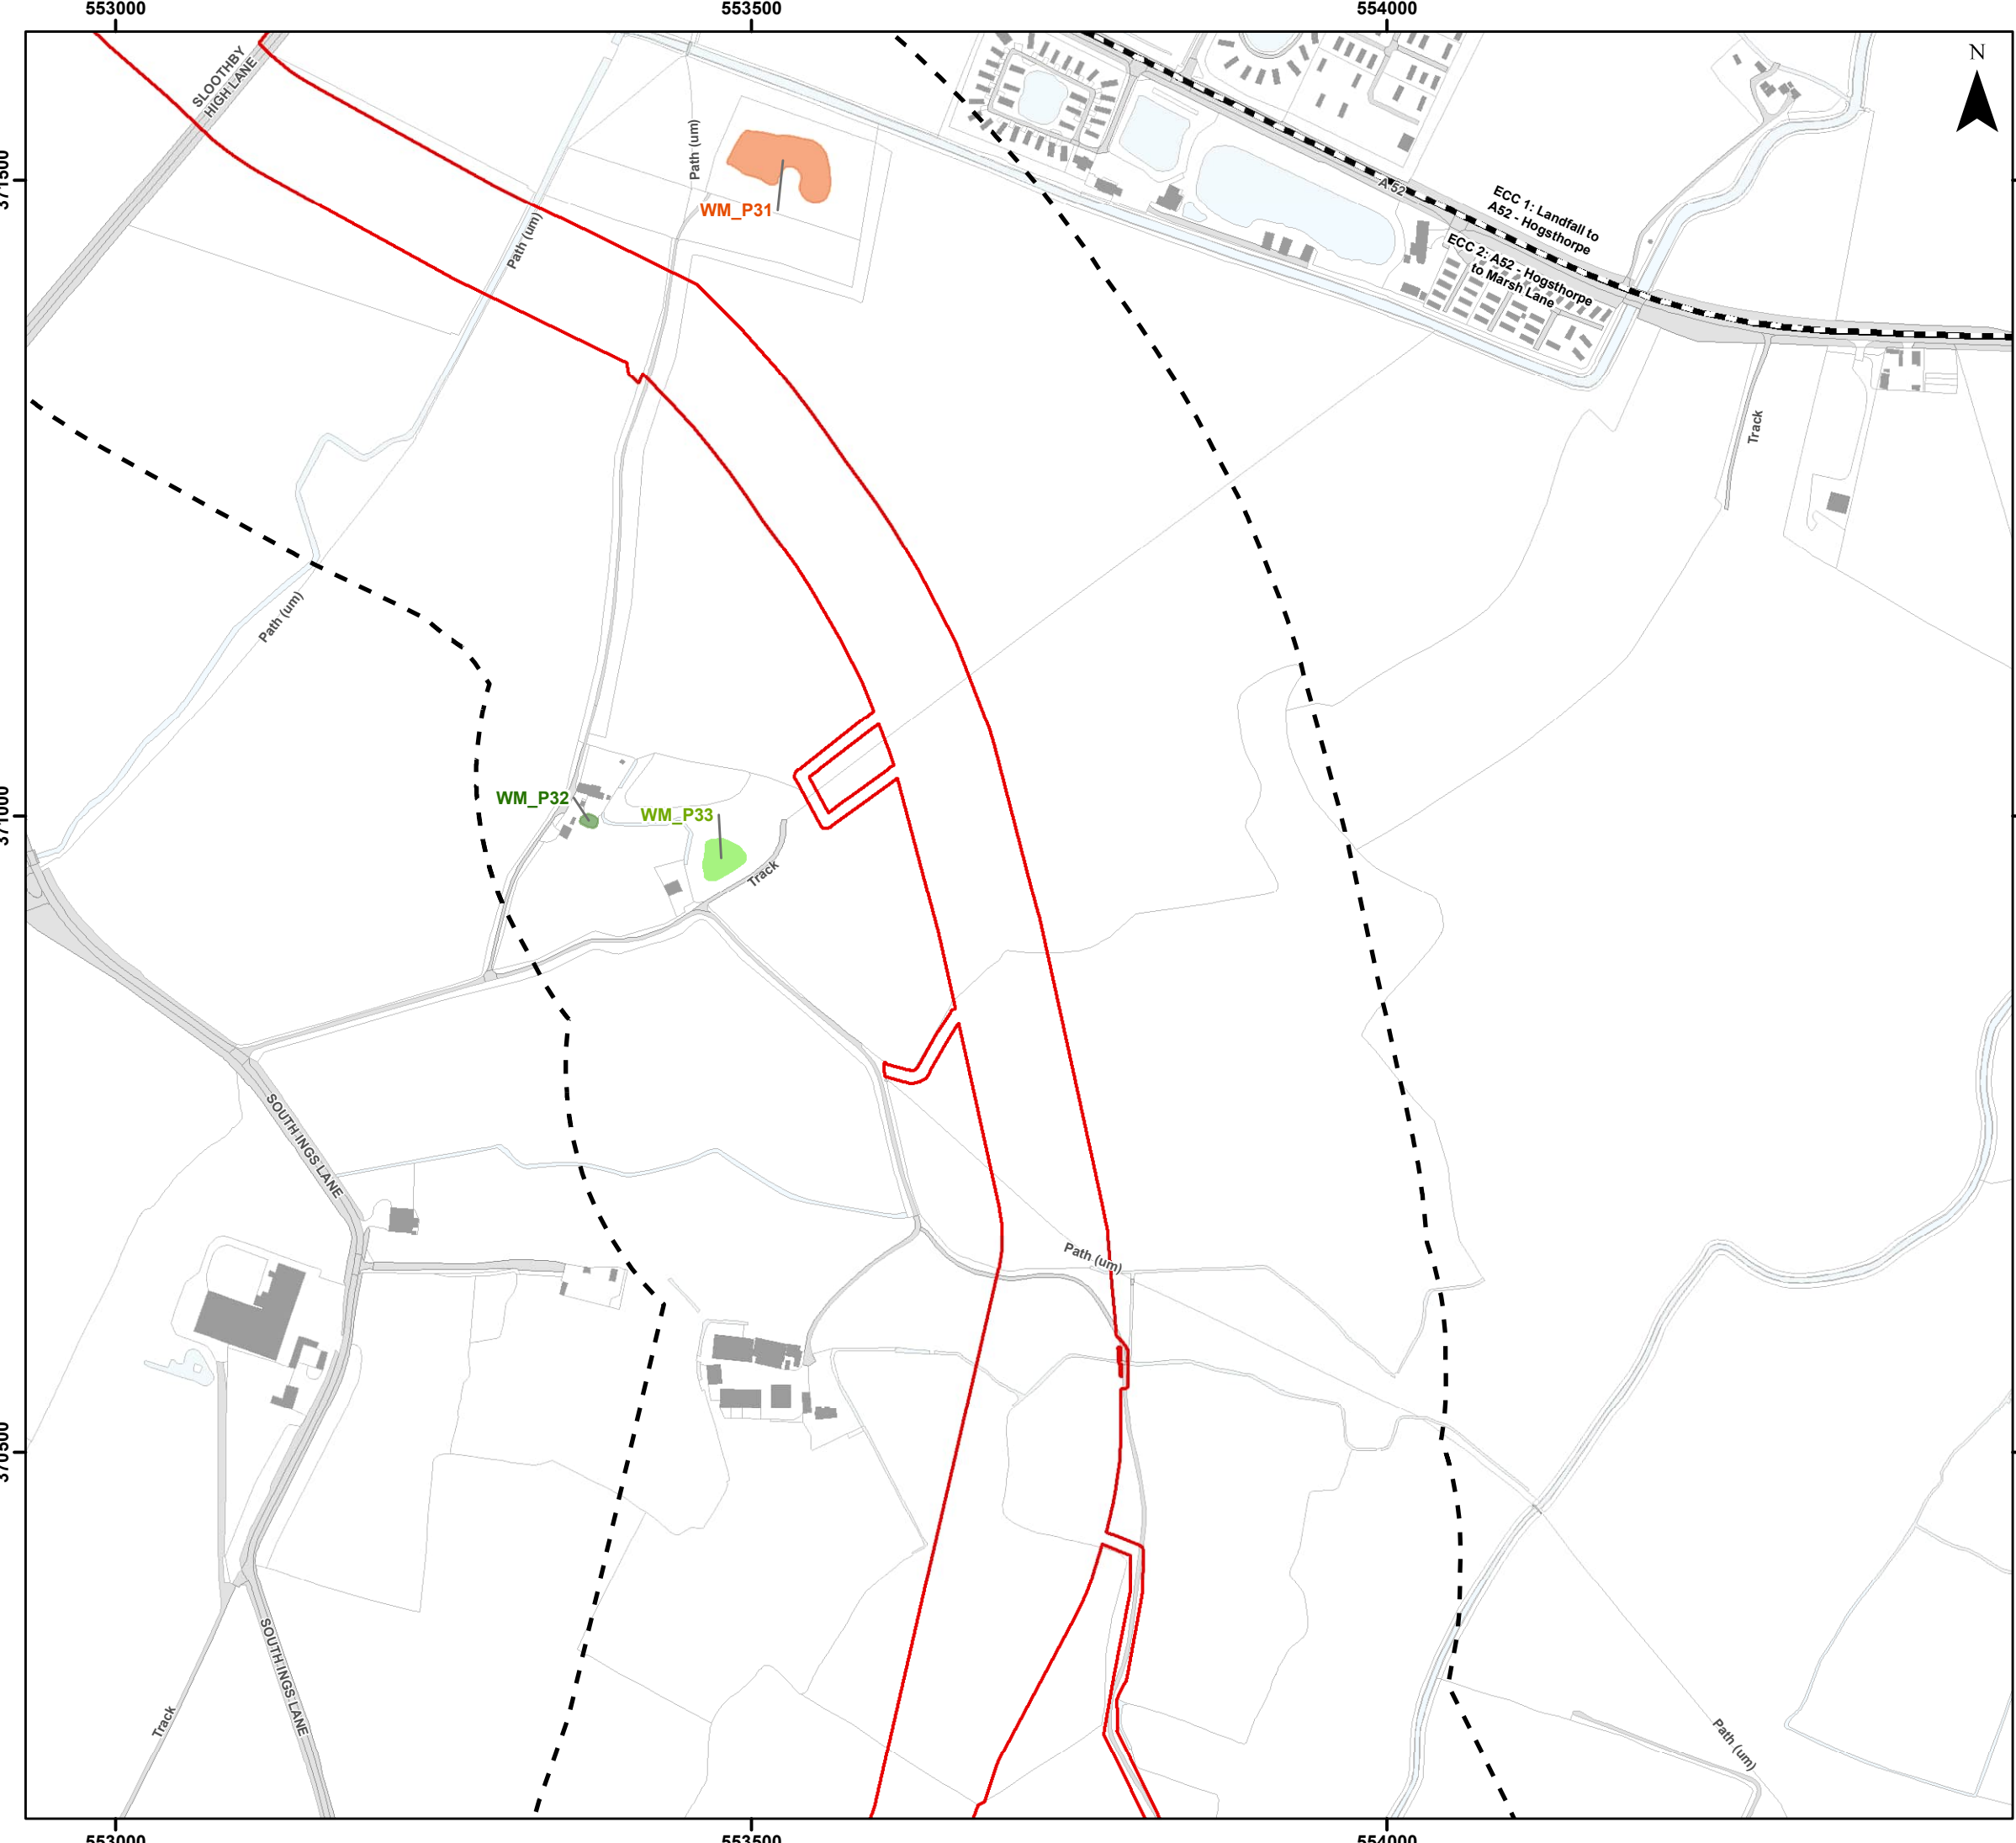 553000
553500
554000
N
SLOOTHBY
HIGH LANE
Path (um)
371500
WM_P31
Path (um)
A 52
ECC 1: Landfall to
A52 - Hogsthorpe
ECC 2: A52 - Hogsthorpe
to Marsh Lane
Track
Path (um)
371000
WM_P32
WM_P33
Track
SOUTH INGS LANE
Path (um)
370500
SOUTH INGS LANE
Track
Path (um)
553000
553500
554000